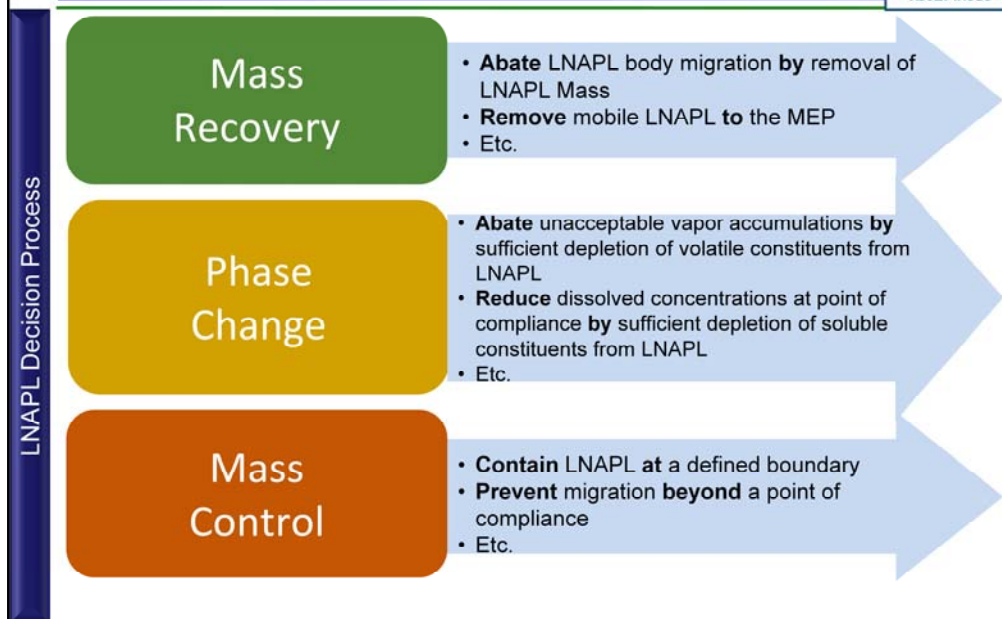 LNAPL Decision Process
Mass
Recovery
• Abate LNAPL body migration by removal of
LNAPL Mass
• Remove mobile LNAPL to the MEP
• Etc.
Phase
Change
• Abate unacceptable vapor accumulations by
sufficient depletion of volatile constituents from
LNAPL
• Reduce dissolved concentrations at point of
compliance by sufficient depletion of soluble
constituents from LNAPL
• Etc.
Mass
Control
• Contain LNAPL at a defined boundary
• Prevent migration beyond a point of
compliance
• Etc.